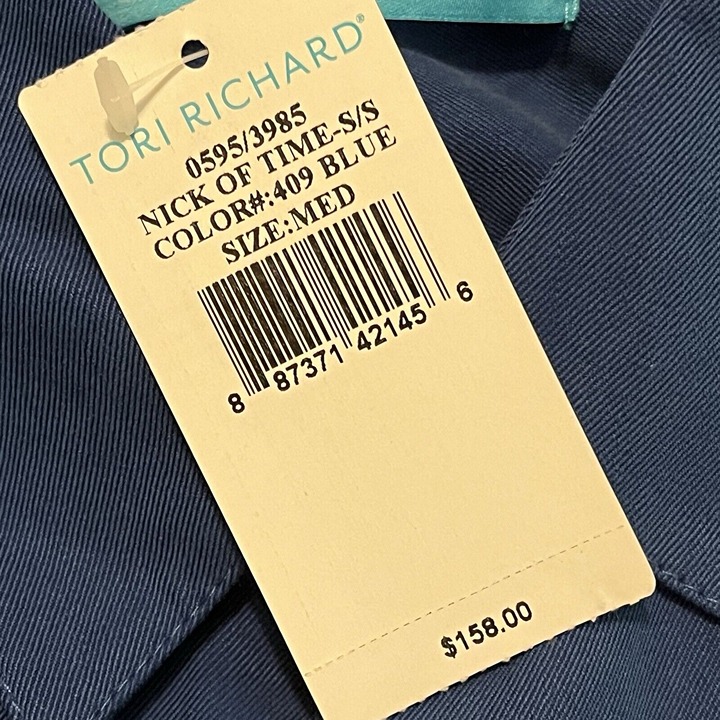 TORI RICHARD®
0595/3985
NICK OF TIME-S/S
COLOR#:409 BLUE
SIZE:MED
8 87371 42145 6
$158.00